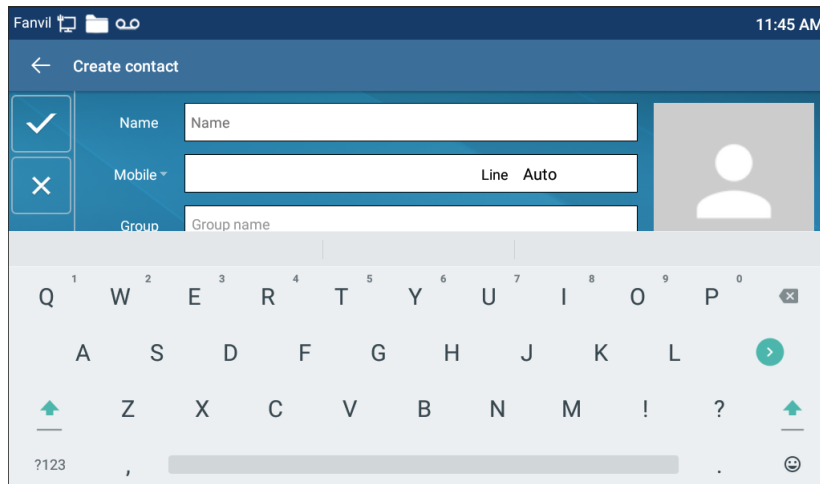 Fanvil 11:45 AM
Create contact
Name Name
Mobile Line Auto
Group Group name
1 2 3 4 5 6 7 8 9 0
Q W E R T Y U I O P
A S D F G H J K L
Z X C V B N M ! ?
?123 , .